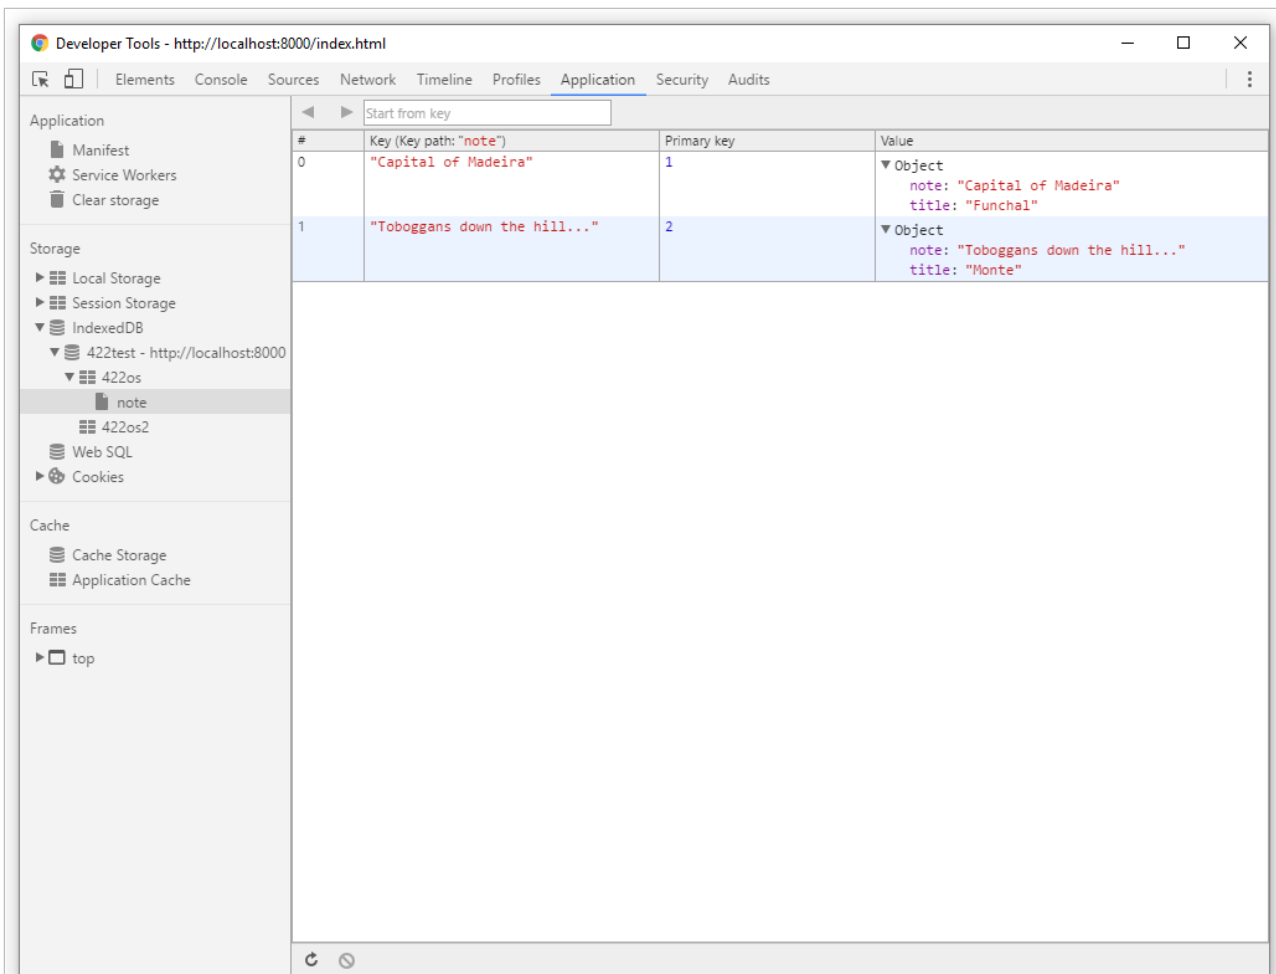 Developer Tools - http://localhost:8000/index.html
Elements Console Sources Network Timeline Profiles Application Security Audits
Application
Manifest
Service Workers
Clear storage
Storage
Local Storage
Session Storage
IndexedDB
422test - http://localhost:8000
422os
note
422os2
Web SQL
Cookies
Cache
Cache Storage
Application Cache
Frames
top
Start from key
# Key (Key path: "note") Primary key Value
0 "Capital of Madeira" 1 Object
note: "Capital of Madeira"
title: "Funchal"
1 "Toboggans down the hill..." 2 Object
note: "Toboggans down the hill..."
title: "Monte"